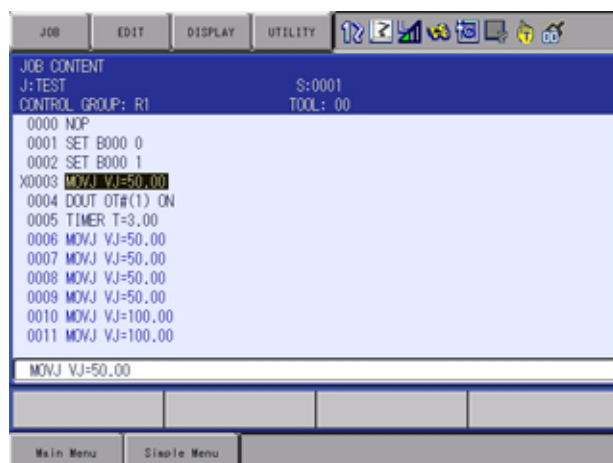 JOB EDIT DISPLAY UTILITY
JOB CONTENT
J:TEST S:0001
CONTROL GROUP: R1 TOOL: 00
0000 NOP
0001 SET B000 0
0002 SET B000 1
X0003 MOVJ VJ=50.00
0004 DOUT OT#(1) ON
0005 TIMER T=3.00
0006 MOVJ VJ=50.00
0007 MOVJ VJ=50.00
0008 MOVJ VJ=50.00
0009 MOVJ VJ=50.00
0010 MOVJ VJ=100.00
0011 MOVJ VJ=100.00
MOVJ VJ=50.00
Main Menu Simple Menu